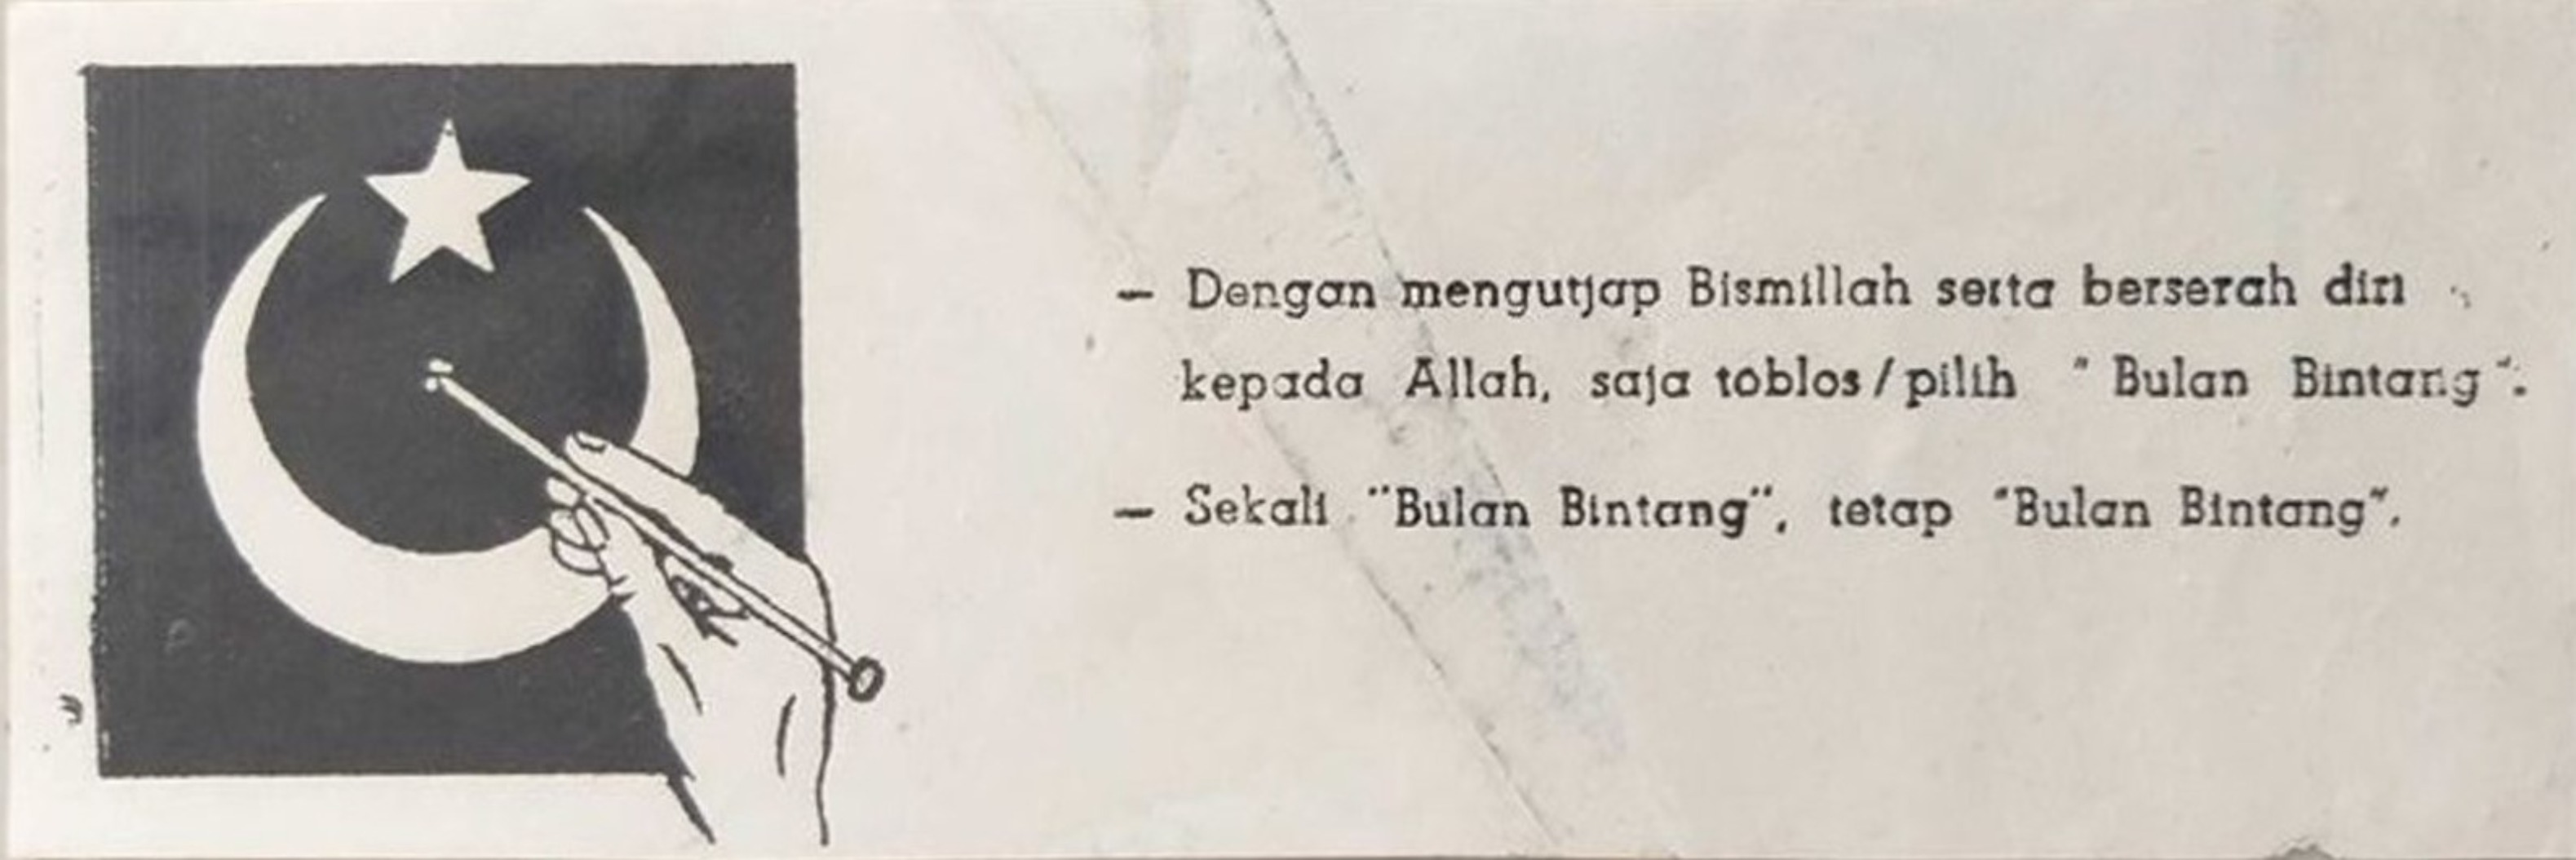 — Dengan mengutjap Bismillah serta berserah diri
kepada Allah, saja toblos / pilih "Bulan Bintang".
— Sekali "Bulan Bintang", tetap "Bulan Bintang".